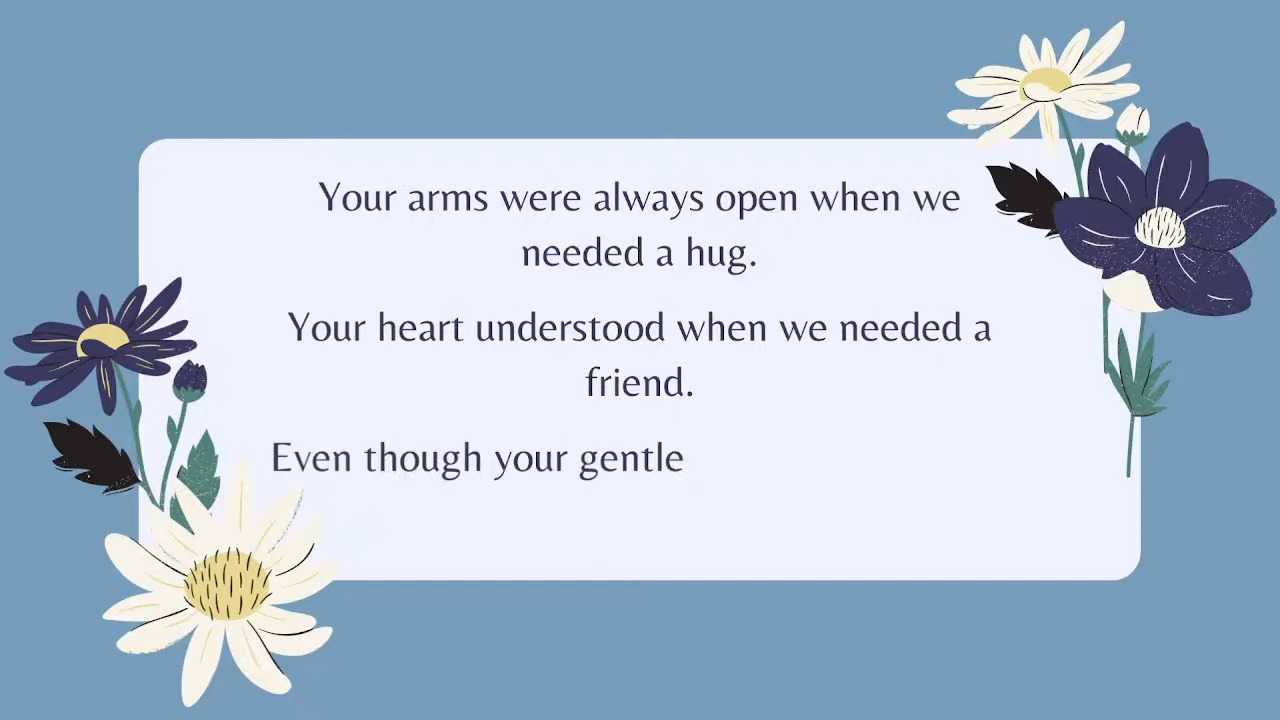 Your arms were always open when we
needed a hug.
Your heart understood when we needed a
friend.
Even though your gentle